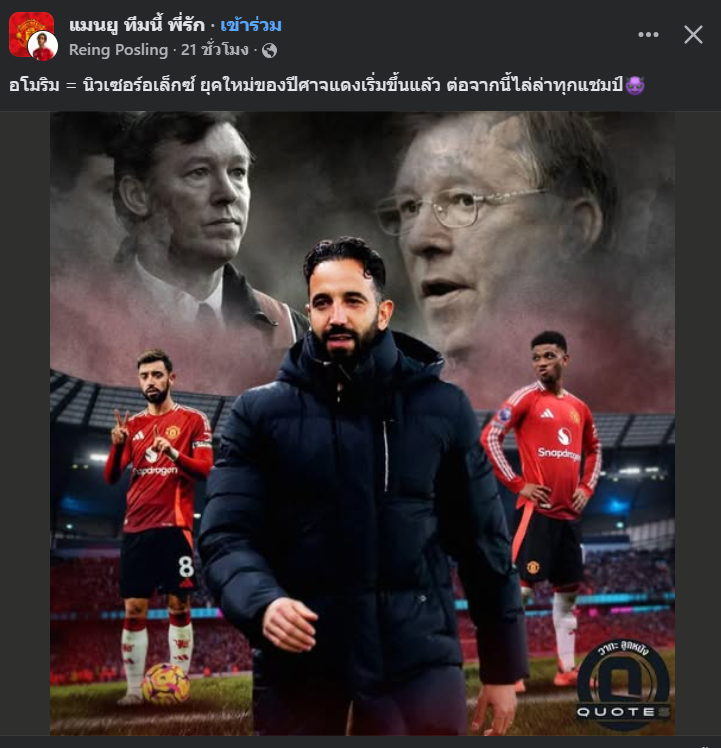 แมนยู ทีมนี้ พี่รัก · เข้าร่วม
Reing Posling · 21 ชั่วโมง ·
อโมริม = นิวเซอร์อเล็กซ์ ยุคใหม่ของปีศาจแดงเริ่มขึ้นแล้ว ต่อจากนี้ไล่ล่าทุกแชมป์😈
Snapdragon
Snapdragon
8
วาทะ ลูกหนัง
QUOTES